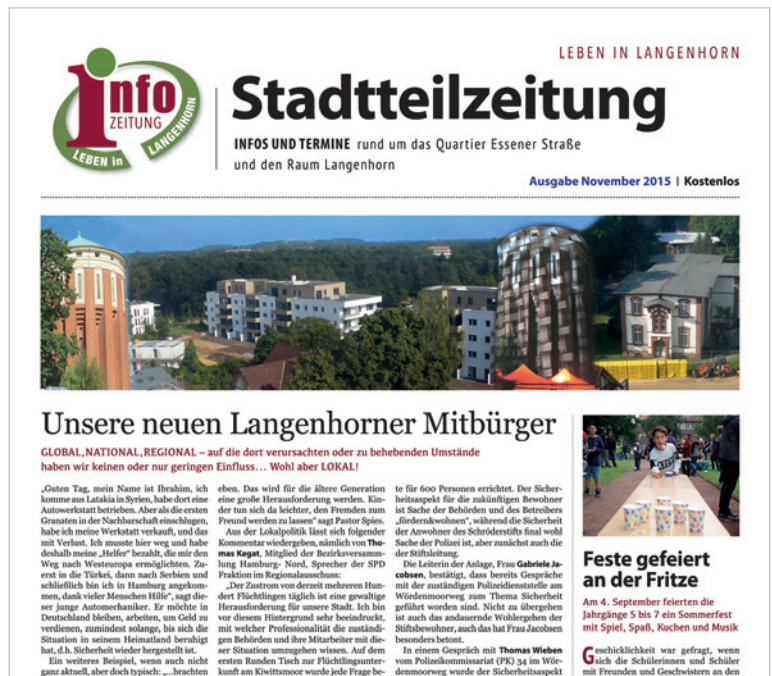 LEBEN IN LANGENHORN
info
ZEITUNG
LEBEN in LANGENHORN
Stadtteilzeitung
INFOS UND TERMINE rund um das Quartier Essener Straße
und den Raum Langenhorn
Ausgabe November 2015 | Kostenlos
Unsere neuen Langenhorner Mitbürger
GLOBAL,NATIONAL,REGIONAL – auf die dort verursachten oder zu behebenden Umstände
haben wir keinen oder nur geringen Einfluss... Wohl aber LOKAL!
„Guten Tag, mein Name ist Ibrahim, ich
komme aus Latakia in Syrien, habe dort eine
Autowerkstatt betrieben. Aber als die ersten
Granaten in der Nachbarschaft einschlugen,
habe ich meine Werkstatt verkauft, und das
mit Verlust. Ich musste hier weg und habe
deshalb meine „Helfer“ bezahlt, die mir den
Weg nach Westeuropa ermöglichten. Zu-
erst in die Türkei, dann nach Serbien und
schließlich bin ich in Hamburg angekom-
men, dank vieler Menschen Hilfe“, sagt die-
ser junge Automechaniker. Er möchte in
Deutschland bleiben, arbeiten, um Geld zu
verdienen, zumindest solange, bis sich die
Situation in seinem Heimatland beruhigt
hat, d.h. Sicherheit wieder hergestellt ist.
Ein weiteres Beispiel, wenn auch nicht
ganz aktuell, aber doch typisch: „...brachten
eben. Das wird für die ältere Generation
eine große Herausforderung werden. Kin-
der tun sich da leichter, den Fremden zum
Freund werden zu lassen“ sagt Pastor Spies.
Aus der Lokalpolitik lässt sich folgender
Kommentar wiedergeben, nämlich von Tho-
mas Kegat, Mitglied der Bezirksversamm-
lung Hamburg- Nord, Sprecher der SPD
Fraktion im Regionalausschuss:
„Der Zustrom von derzeit mehreren Hun-
dert Flüchtlingen täglich ist eine gewaltige
Herausforderung für unsere Stadt. Ich bin
vor diesem Hintergrund sehr beeindruckt,
mit welcher Professionalität die zuständi-
gen Behörden und ihre Mitarbeiter mit die-
ser Situation umzugehen wissen. Auf dem
ersten Runden Tisch zur Flüchtlingsunter-
kunft am Kiwittsmoor wurde jede Frage be-
te für 600 Personen errichtet. Der Sicher-
heitsaspekt für die zukünftigen Bewohner
ist Sache der Behörden und des Betreibers
„fördern&wohnen“, während die Sicherheit
der Anwohner des Schröderstifts final wohl
Sache der Polizei ist, aber zunächst auch die
der Stiftsleitung.
Die Leiterin der Anlage, Frau Gabriele Ja-
cobsen, bestätigt, dass bereits Gespräche
mit der zuständigen Polizeidienststelle am
Wördenmoorweg zum Thema Sicherheit
geführt worden sind. Nicht zu übergehen
ist auch das andauernde Wohlergehen der
Stiftsbewohner, auch das hat Frau Jacobsen
besonders betont.
In einem Gespräch mit Thomas Wieben
vom Polizeikommissariat (PK) 34 im Wör-
denmoorweg wurde der Sicherheitsaspekt
Feste gefeiert
an der Fritze
Am 4. September feierten die
Jahrgänge 5 bis 7 ein Sommerfest
mit Spiel, Spaß, Kuchen und Musik
Geschicklichkeit war gefragt, wenn
sich die Schülerinnen und Schüler
mit Freunden und Geschwistern an den